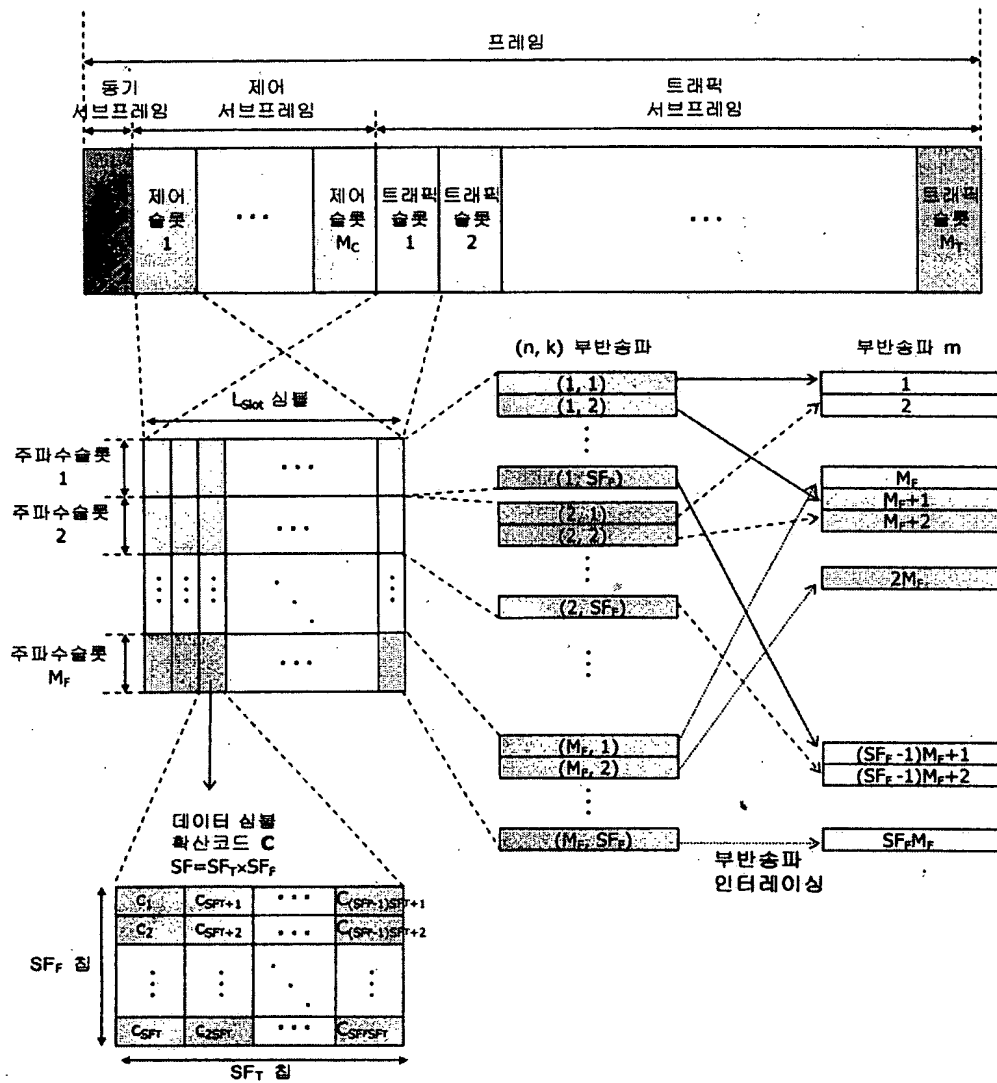 프레임
동기
서브프레임
제어
서브프레임
트래픽
서브프레임
제어
슬롯
1
...
제어
슬롯
M_C
트래픽
슬롯
1
트래픽
슬롯
2
...
트래픽
슬롯
M_T
L_Slot 심볼
주파수슬롯
1
주파수슬롯
2
주파수슬롯
M_F
(n, k) 부반송파
(1, 1)
(1, 2)
(1, SF_F)
(2, 1)
(2, 2)
(2, SF_F)
(M_F, 1)
(M_F, 2)
(M_F, SF_F)
부반송파 m
1
2
M_F
M_F+1
M_F+2
2M_F
(SF_F-1)M_F+1
(SF_F-1)M_F+2
SF_FM_F
부반송파
인터레이싱
데이터 심볼
확산코드 C
SF=SF_T×SF_F
C_1 C_SFT+1 ... C_(SFF-1)SFT+1
C_2 C_SFT+2 ... C_(SFF-1)SFT+2
C_SFT C_2SFT ... C_SFFSFT
SF_F 칩
SF_T 칩